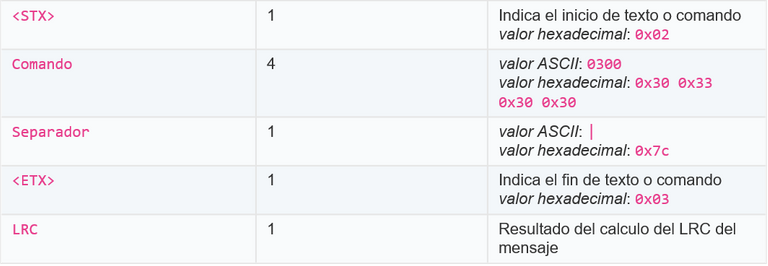 <STX> 1 Indica el inicio de texto o comando
valor hexadecimal: 0x02
Comando 4 valor ASCII: 0300
valor hexadecimal: 0x30 0x33
0x30 0x30
Separador 1 valor ASCII: |
valor hexadecimal: 0x7c
<ETX> 1 Indica el fin de texto o comando
valor hexadecimal: 0x03
LRC 1 Resultado del calculo del LRC del
mensaje